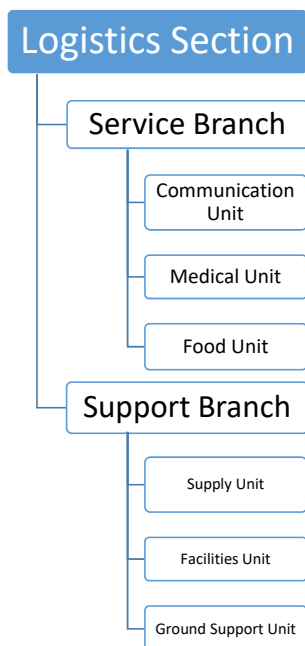 Logistics Section
Service Branch
Communication
Unit
Medical Unit
Food Unit
Support Branch
Supply Unit
Facilities Unit
Ground Support Unit